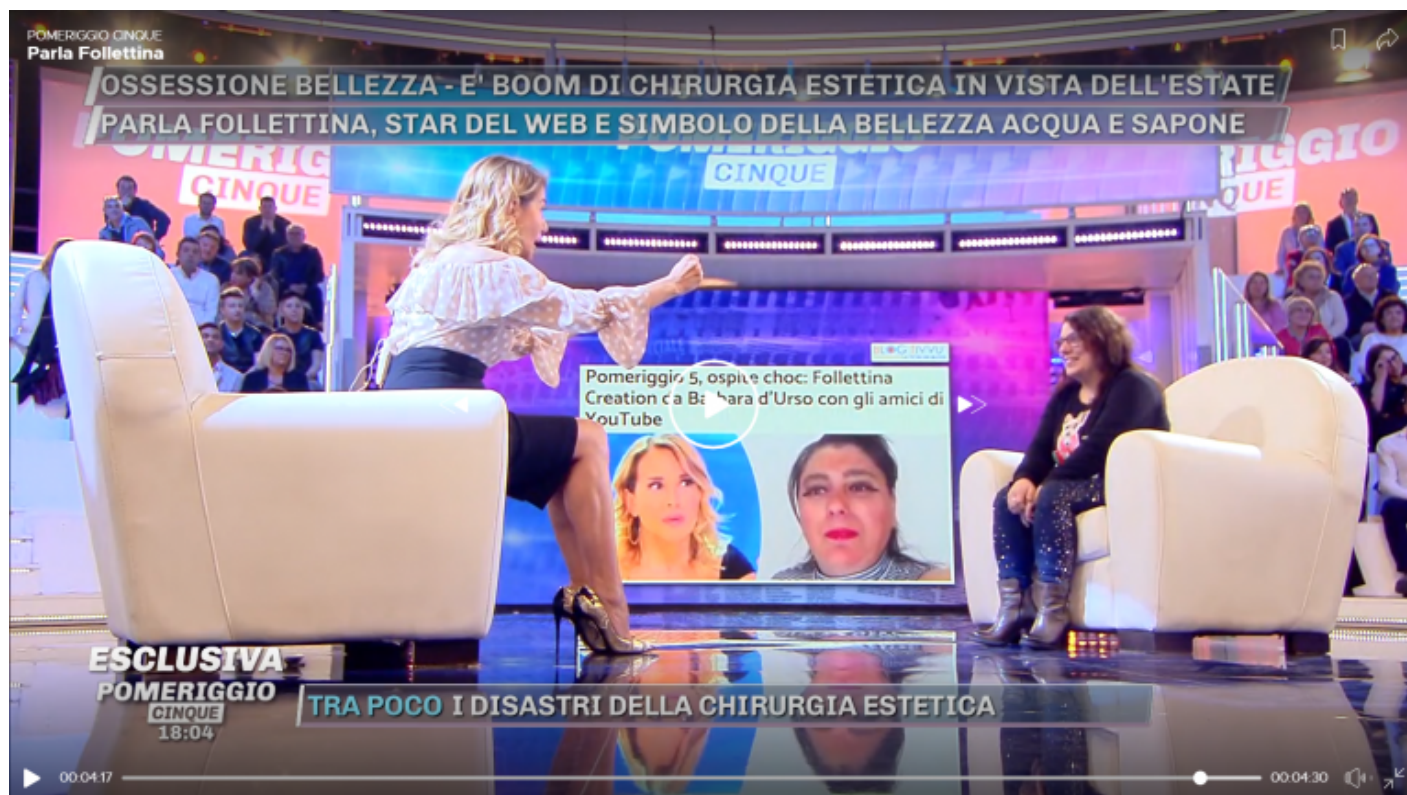 POMERIGGIO CINQUE
Parla Follettina
OSSESSIONE BELLEZZA - E' BOOM DI CHIRURGIA ESTETICA IN VISTA DELL'ESTATE
PARLA FOLLETTINA, STAR DEL WEB E SIMBOLO DELLA BELLEZZA ACQUA E SAPONE
POMERIG
CINQUE
POMERIGGIO
CINQUE
RIGGIO
QUE
Pomeriggio 5, ospite choc: Follettina
Creation da Barbara d'Urso con gli amici di
YouTube
ESCLUSIVA
POMERIGGIO
CINQUE
18:04
TRA POCO I DISASTRI DELLA CHIRURGIA ESTETICA
00:04:17
00:04:30